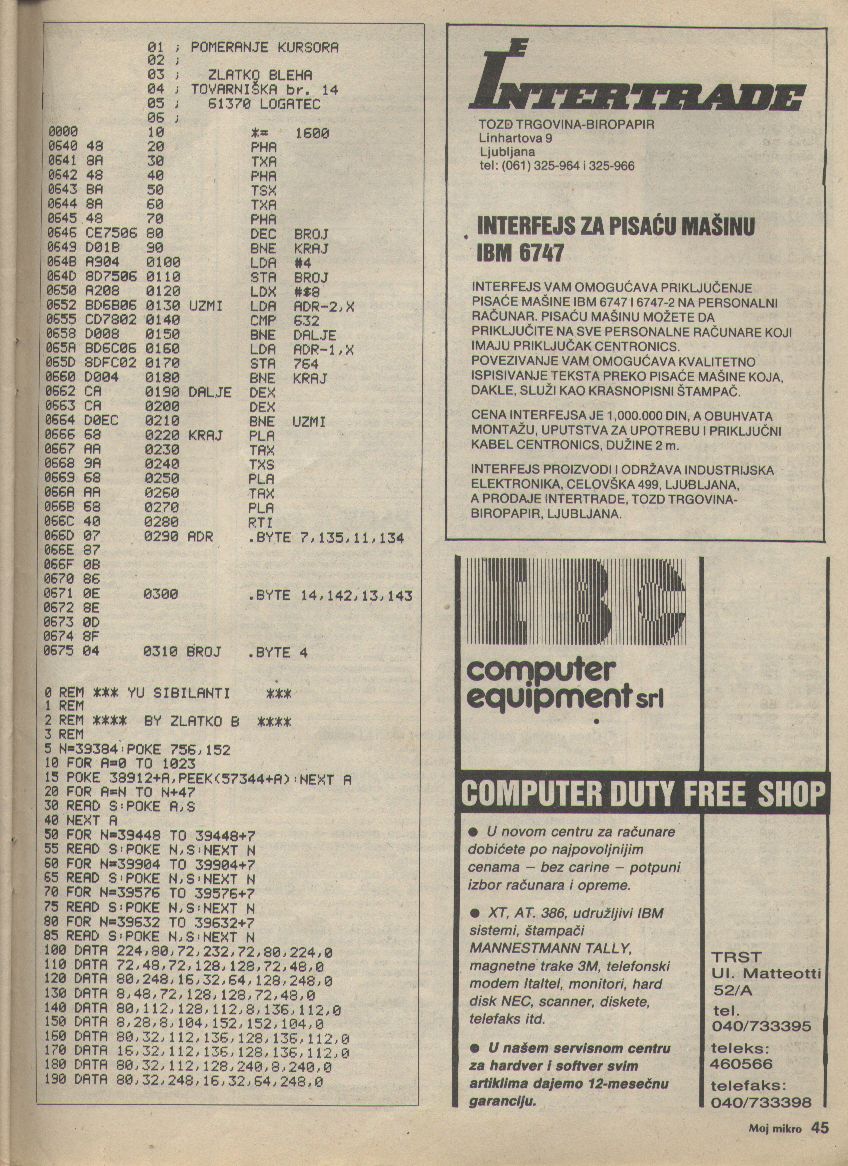 01 ; POMERANJE KURSORA
02 ;
03 ;    ZLATKO BLEHA
04 ;  TOVARNIŠKA br. 14
05 ;    61370 LOGATEC
06 ;
0000        10          *=   1600
0640 48     20          PHA
0641 8A     30          TXA
0642 48     40          PHA
0643 BA     50          TSX
0644 8A     60          TXA
0645 48     70          PHA
0646 CE7506 80          DEC  BROJ
0649 D01B   90          BNE  KRAJ
064B A904   0100        LDA  #4
064D 8D7506 0110        STA  BROJ
0650 A208   0120        LDX  #$8
0652 BD6B06 0130 UZMI   LDA  ADR-2,X
0655 CD7802 0140        CMP  632
0658 D008   0150        BNE  DALJE
065A BD6C06 0160        LDA  ADR-1,X
065D 8DFC02 0170        STA  764
0660 D004   0180        BNE  KRAJ
0662 CA     0190 DALJE  DEX
0663 CA     0200        DEX
0664 D0EC   0210        BNE  UZMI
0666 68     0220 KRAJ   PLA
0667 AA     0230        TAX
0668 9A     0240        TXS
0669 68     0250        PLA
066A AA     0260        TAX
066B 68     0270        PLA
066C 40     0280        RTI
066D 07     0290 ADR    .BYTE 7,135,11,134
066E 87
066F 0B
0670 86
0671 0E     0300        .BYTE 14,142,13,143
0672 8E
0673 0D
0674 8F
0675 04     0310 BROJ   .BYTE 4
0 REM *** YU SIBILANTI    ***
1 REM
2 REM ****  BY ZLATKO B  ****
3 REM
5 N=39384:POKE 756,152
10 FOR A=0 TO 1023
15 POKE 38912+A,PEEK(57344+A):NEXT A
20 FOR A=N TO N+47
30 READ S:POKE A,S
40 NEXT A
50 FOR N=39448 TO 39448+7
55 READ S:POKE N,S:NEXT N
60 FOR N=39904 TO 39904+7
65 READ S:POKE N,S:NEXT N
70 FOR N=39576 TO 39576+7
75 READ S:POKE N,S:NEXT N
80 FOR N=39632 TO 39632+7
85 READ S:POKE N,S:NEXT N
100 DATA 224,80,72,232,72,80,224,0
110 DATA 72,48,72,128,128,72,48,0
120 DATA 80,248,16,32,64,128,248,0
130 DATA 8,48,72,128,128,72,48,0
140 DATA 80,112,128,112,8,136,112,0
150 DATA 8,28,8,104,152,152,104,0
160 DATA 80,32,112,136,128,136,112,0
170 DATA 16,32,112,136,128,136,112,0
180 DATA 80,32,112,128,240,8,240,0
190 DATA 80,32,248,16,32,64,248,0
E
INTERTRADE
TOZD TRGOVINA-BIROPAPIR
Linhartova 9
Ljubljana
tel: (061) 325-964 i 325-966
INTERFEJS ZA PISAĆU MAŠINU
IBM 6747
INTERFEJS VAM OMOGUĆAVA PRIKLJUČENJE
PISAĆE MAŠINE IBM 6747 I 6747-2 NA PERSONALNI
RAČUNAR. PISAĆU MAŠINU MOŽETE DA
PRIKLJUČITE NA SVE PERSONALNE RAČUNARE KOJI
IMAJU PRIKLJUČAK CENTRONICS.
POVEZIVANJE VAM OMOGUĆAVA KVALITETNO
ISPISIVANJE TEKSTA PREKO PISAĆE MAŠINE KOJA,
DAKLE, SLUŽI KAO KRASNOPISNI ŠTAMPAČ.
CENA INTERFEJSA JE 1,000.000 DIN, A OBUHVATA
MONTAŽU, UPUTSTVA ZA UPOTREBU I PRIKLJUČNI
KABEL CENTRONICS, DUŽINE 2 m.
INTERFEJS PROIZVODI I ODRŽAVA INDUSTRIJSKA
ELEKTRONIKA, CELOVŠKA 499, LJUBLJANA,
A PRODAJE INTERTRADE, TOZD TRGOVINA-
BIROPAPIR, LJUBLJANA.
IBC
computer
equipment srl
COMPUTER DUTY FREE SHOP
● U novom centru za računare
dobićete po najpovoljnijim
cenama – bez carine – potpuni
izbor računara i opreme.
● XT, AT. 386, udružljivi IBM
sistemi, štampači
MANNESTMANN TALLY,
magnetne trake 3M, telefonski
modem Italtel, monitori, hard
disk NEC, scanner, diskete,
telefaks itd.
● U našem servisnom centru
za hardver i softver svim
artiklima dajemo 12-mesečnu
garanciju.
TRST
Ul. Matteotti
52/A
tel.
040/733395
teleks:
460566
telefaks:
040/733398
Moj mikro 45